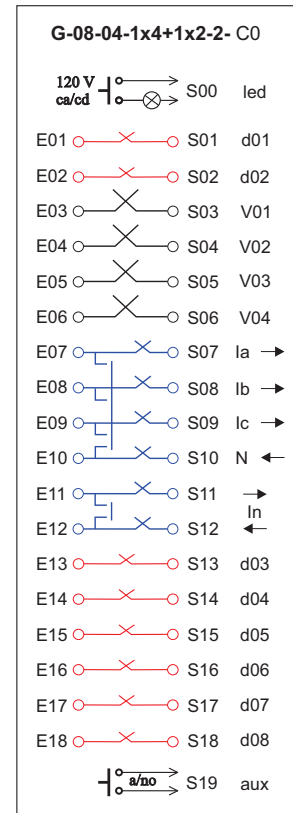 G-08-04-1x4+1x2-2- C0
120 V
ca/cd S00 led
E01 S01 d01
E02 S02 d02
E03 S03 V01
E04 S04 V02
E05 S05 V03
E06 S06 V04
E07 S07 Ia →
E08 S08 Ib →
E09 S09 Ic →
E10 S10 N ←
E11 S11 →
In
E12 S12 ←
E13 S13 d03
E14 S14 d04
E15 S15 d05
E16 S16 d06
E17 S17 d07
E18 S18 d08
a/no S19 aux